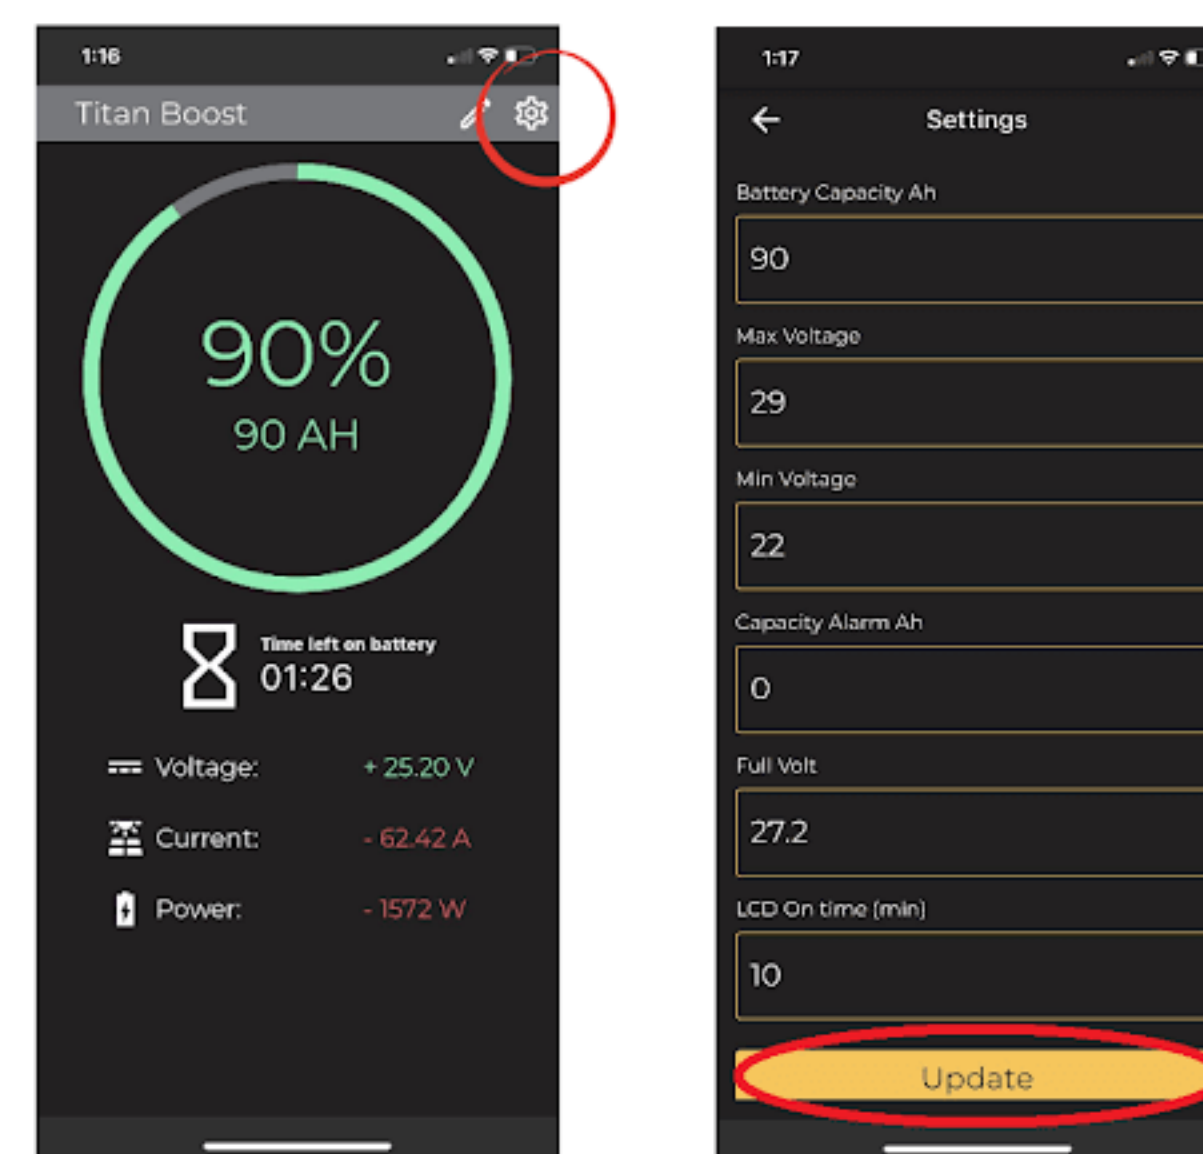 1:16
Titan Boost
90%
90 AH
Time left on battery
01:26
Voltage: + 25.20 V
Current: - 62.42 A
Power: - 1572 W
1:17
Settings
Battery Capacity Ah
90
Max Voltage
29
Min Voltage
22
Capacity Alarm Ah
0
Full Volt
27.2
LCD On time (min)
10
Update